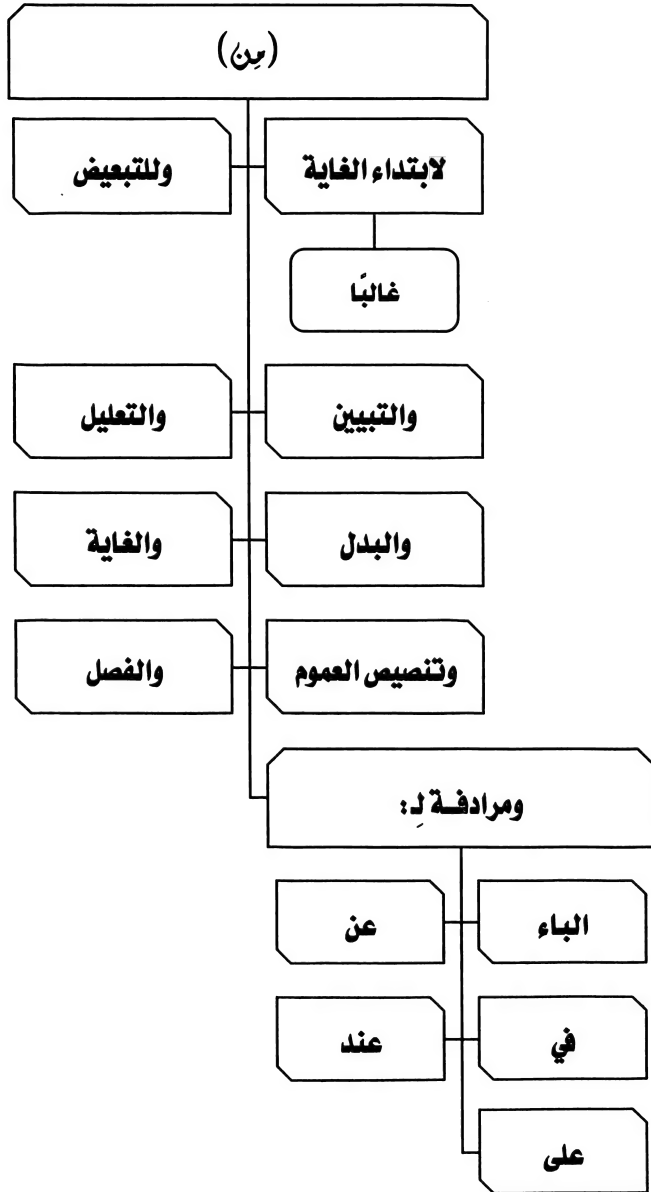 (مِن)
لابتداء الغاية
وللتبعيض
غالبًا
والتبيين
والتعليل
والبدل
والغاية
وتنصيص العموم
والفصل
ومرادفة لِـ:
الباء
عن
في
عند
على